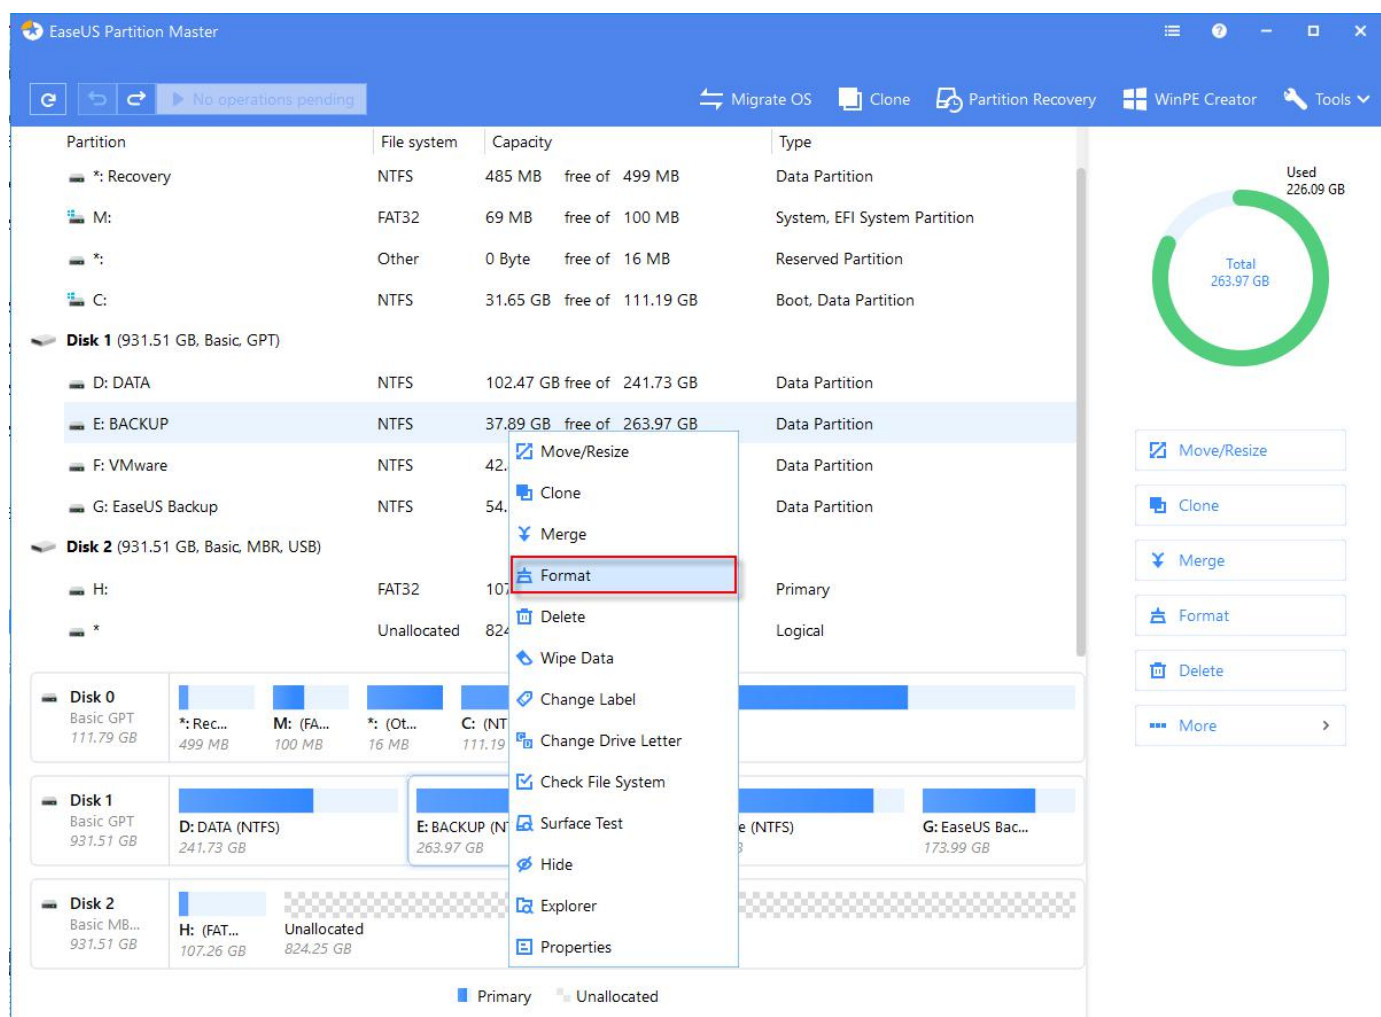 EaseUS Partition Master
No operations pending
Migrate OS Clone Partition Recovery WinPE Creator Tools
Partition File system Capacity Type
*: Recovery NTFS 485 MB free of 499 MB Data Partition
M: FAT32 69 MB free of 100 MB System, EFI System Partition
*: Other 0 Byte free of 16 MB Reserved Partition
C: NTFS 31.65 GB free of 111.19 GB Boot, Data Partition
Disk 1 (931.51 GB, Basic, GPT)
D: DATA NTFS 102.47 GB free of 241.73 GB Data Partition
E: BACKUP NTFS 37.89 GB free of 263.97 GB Data Partition
F: VMware NTFS 42. Data Partition
G: EaseUS Backup NTFS 54. Data Partition
Disk 2 (931.51 GB, Basic, MBR, USB)
H: FAT32 107 Primary
* Unallocated 824 Logical
Move/Resize
Clone
Merge
Format
Delete
Wipe Data
Change Label
Change Drive Letter
Check File System
Surface Test
Hide
Explorer
Properties
Used
226.09 GB
Total
263.97 GB
Move/Resize
Clone
Merge
Format
Delete
More
Disk 0
Basic GPT
111.79 GB
*: Rec... M: (FA... *: (Ot... C: (NT
499 MB 100 MB 16 MB 111.19
Disk 1
Basic GPT
931.51 GB
D: DATA (NTFS) E: BACKUP (N e (NTFS) G: EaseUS Bac...
241.73 GB 263.97 GB 173.99 GB
Disk 2
Basic MB...
931.51 GB
H: (FAT... Unallocated
107.26 GB 824.25 GB
Primary Unallocated